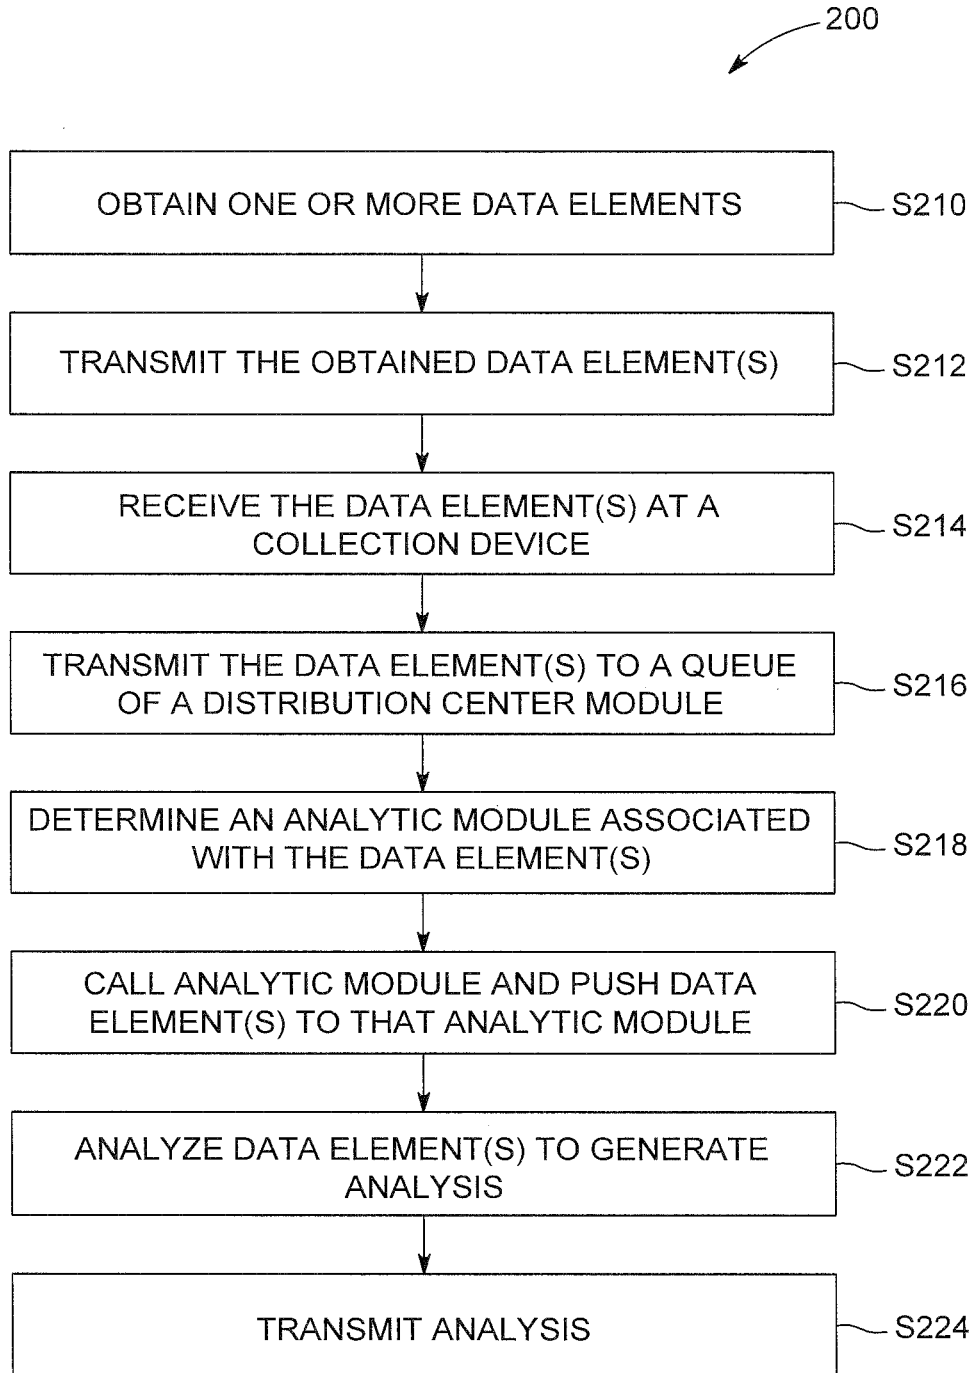 200
OBTAIN ONE OR MORE DATA ELEMENTS
S210
TRANSMIT THE OBTAINED DATA ELEMENT(S)
S212
RECEIVE THE DATA ELEMENT(S) AT A
COLLECTION DEVICE
S214
TRANSMIT THE DATA ELEMENT(S) TO A QUEUE
OF A DISTRIBUTION CENTER MODULE
S216
DETERMINE AN ANALYTIC MODULE ASSOCIATED
WITH THE DATA ELEMENT(S)
S218
CALL ANALYTIC MODULE AND PUSH DATA
ELEMENT(S) TO THAT ANALYTIC MODULE
S220
ANALYZE DATA ELEMENT(S) TO GENERATE
ANALYSIS
S222
TRANSMIT ANALYSIS
S224